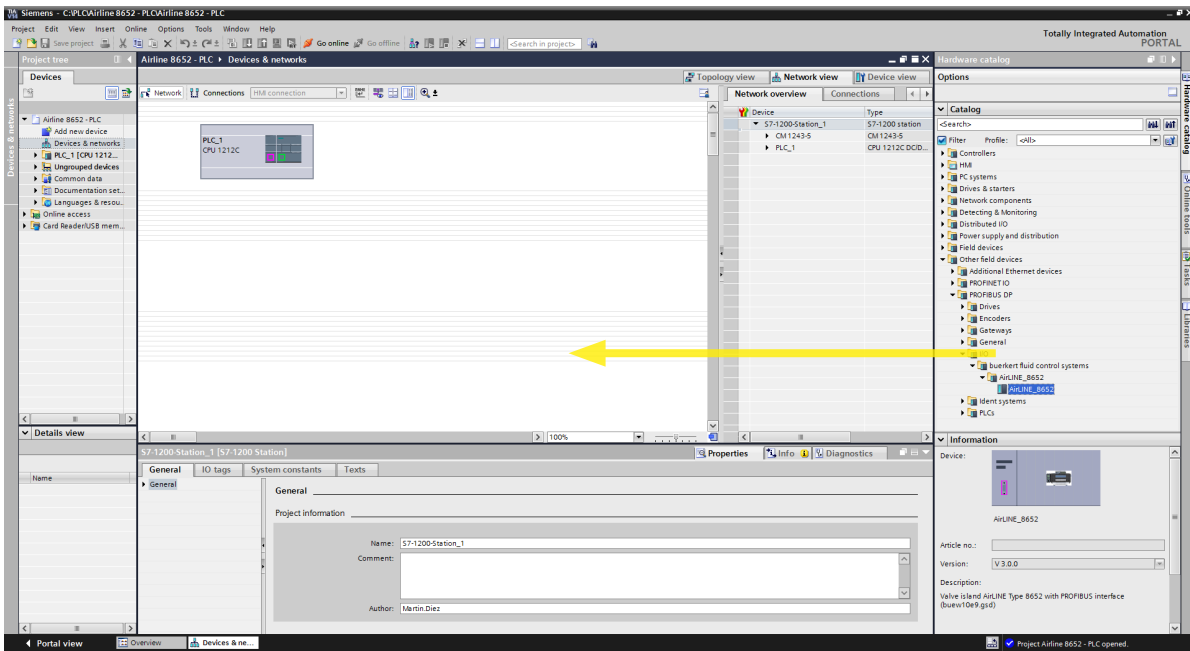 Siemens - C:\PLC\Airline 8652 - PLC\Airline 8652 - PLC
Project Edit View Insert Online Options Tools Window Help
Totally Integrated Automation
PORTAL
Save project Go online Go offline <Search in project>
Project tree
Airline 8652 - PLC Devices & networks
Hardware catalog
Devices
Topology view Network view Device view
Options
Network Connections HMI connection
Network overview Connections
Device Type
S7-1200-Station_1 S7-1200 station
CM 1243-5 CM 1243-5
PLC_1 CPU 1212C DC/D...
Airline 8652 - PLC
Add new device
Devices & networks
PLC_1 [CPU 1212...
Ungrouped devices
Common data
Documentation set...
Languages & resou...
Online access
Card Reader/USB mem...
PLC_1
CPU 1212C
Catalog
<Search>
Filter Profile: <All>
Controllers
HMI
PC systems
Drives & starters
Network components
Detecting & Monitoring
Distributed I/O
Power supply and distribution
Field devices
Other field devices
Additional Ethernet devices
PROFINET IO
PROFIBUS DP
Drives
Encoders
Gateways
General
I/O
buerkert fluid control systems
AirLINE_8652
AirLINE_8652
Ident systems
PLCs
Devices & networks
Hardware catalog
Online tools
Tasks
Libraries
100%
Details view
Name
S7-1200-Station_1 [S7-1200 Station]
Properties Info Diagnostics
General IO tags System constants Texts
General
General
Project information
Name: S7-1200-Station_1
Comment:
Author: Martin.Diez
Information
Device:
AirLINE_8652
Article no.:
Version: V 3.0.0
Description:
Valve island AirLINE Type 8652 with PROFIBUS interface
(buew10e9.gsd)
Portal view Overview Devices & ne...
Project Airline 8652 - PLC opened.